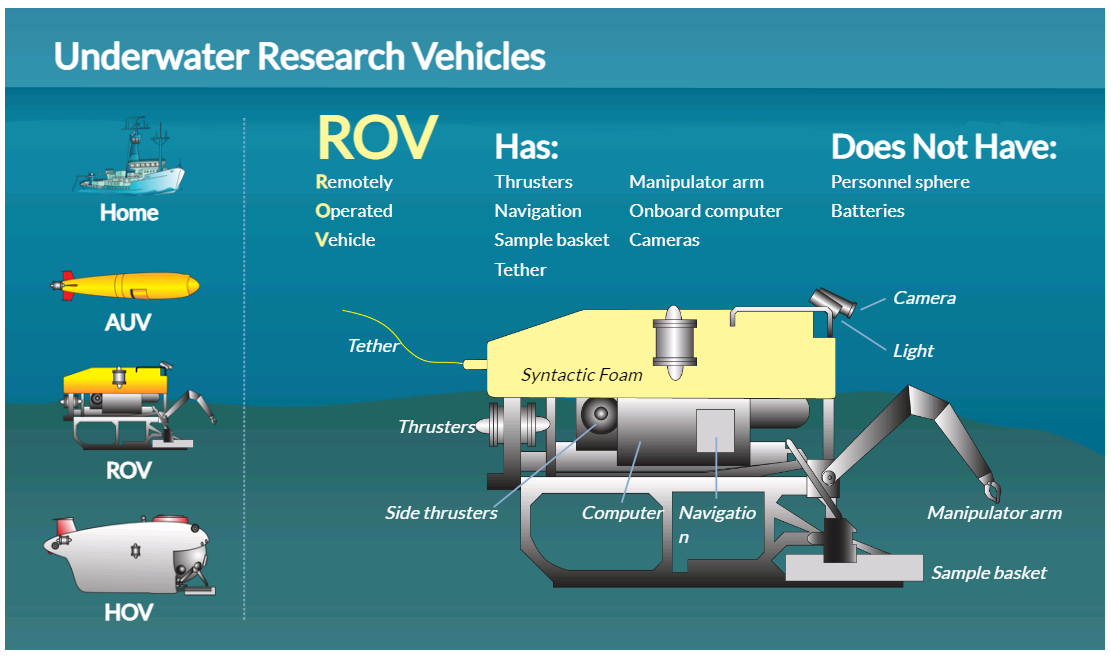 Underwater Research Vehicles
Home
AUV
ROV
HOV
ROV
Remotely
Operated
Vehicle
Has:
Thrusters
Navigation
Sample basket
Tether
Manipulator arm
Onboard computer
Cameras
Does Not Have:
Personnel sphere
Batteries
Camera
Light
Tether
Syntactic Foam
Thrusters
Side thrusters
Computer
Navigatio
n
Manipulator arm
Sample basket